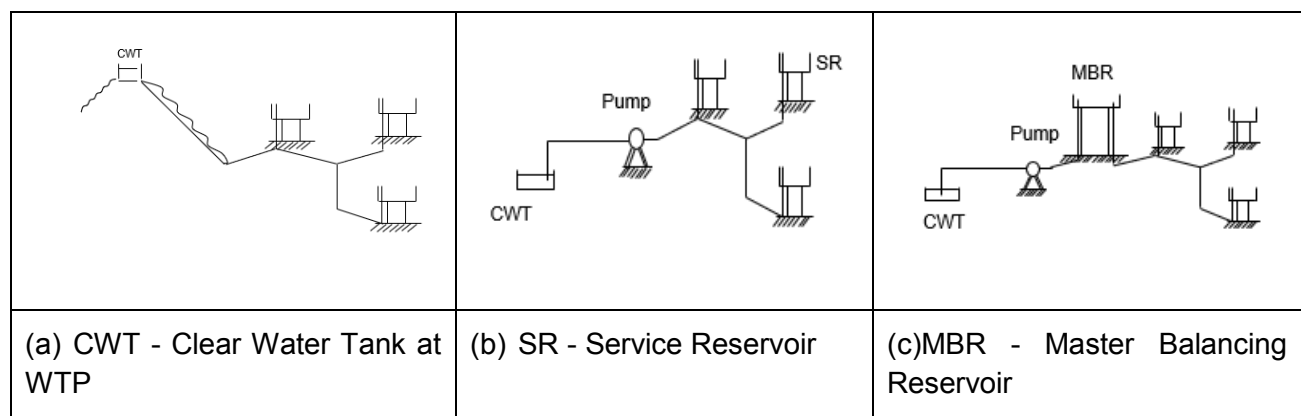 CWT
SR
Pump
CWT
MBR
Pump
CWT
(a) CWT - Clear Water Tank at
WTP
(b) SR - Service Reservoir
(c)MBR - Master Balancing
Reservoir